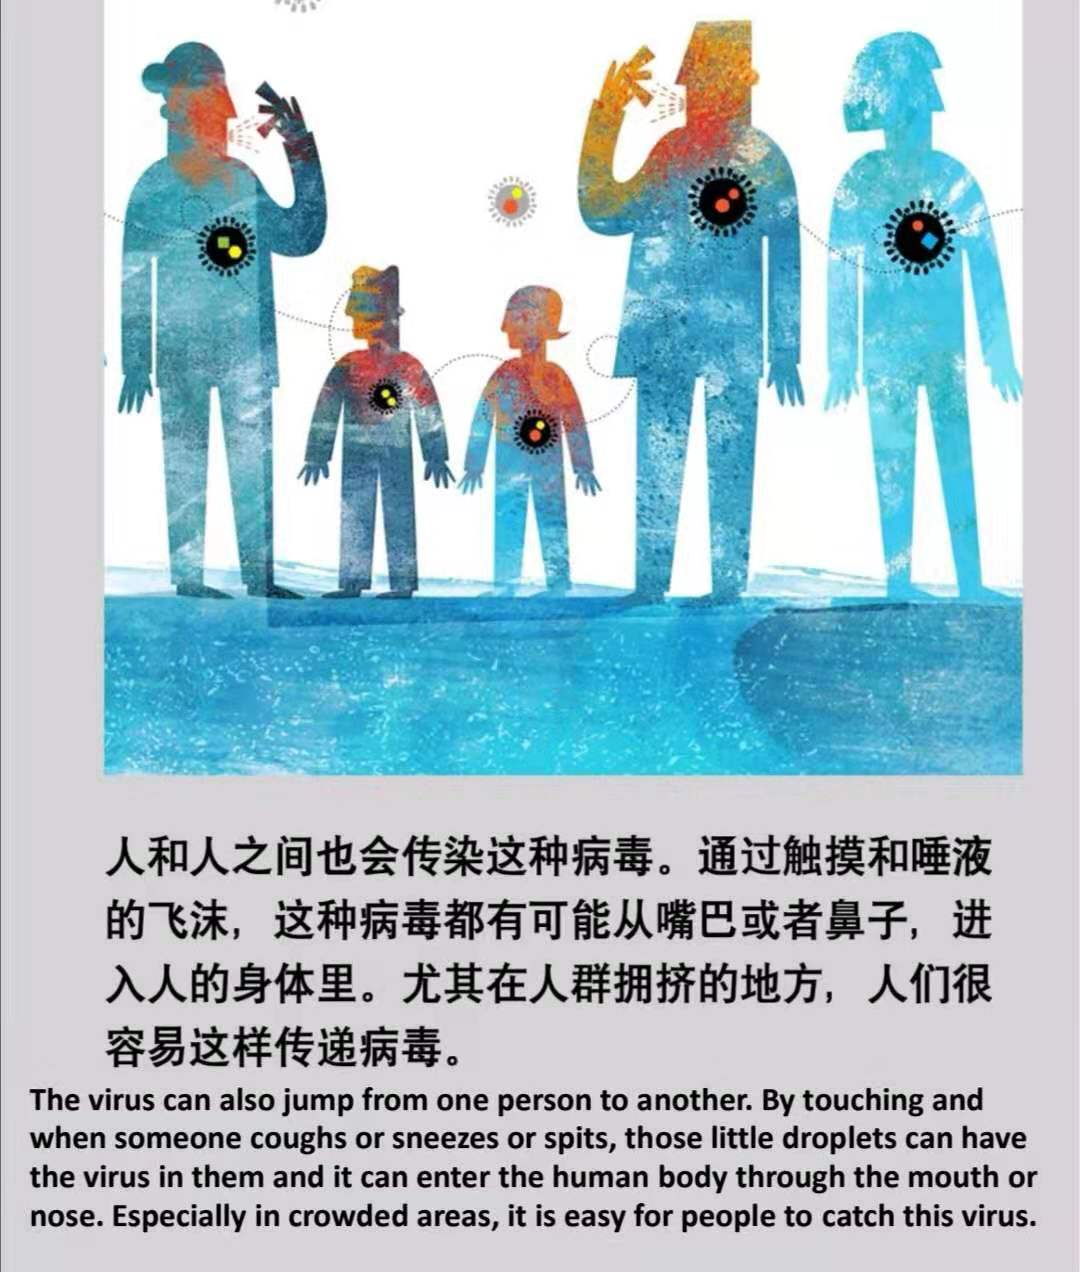 人和人之间也会传染这种病毒。通过触摸和唾液
的飞沫，这种病毒都有可能从嘴巴或者鼻子，进
入人的身体里。尤其在人群拥挤的地方，人们很
容易这样传递病毒。
The virus can also jump from one person to another. By touching and
when someone coughs or sneezes or spits, those little droplets can have
the virus in them and it can enter the human body through the mouth or
nose. Especially in crowded areas, it is easy for people to catch this virus.